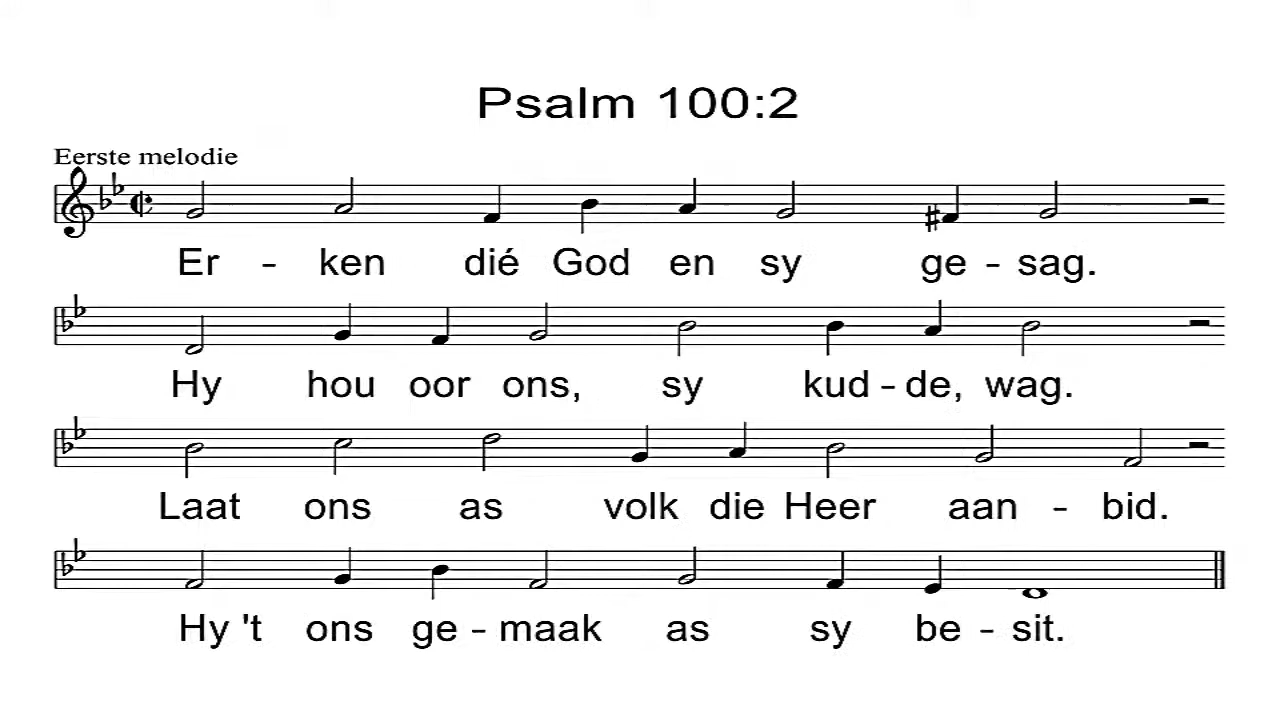 Psalm 100:2
Eerste melodie
Er - ken dié God en sy ge - sag.
Hy hou oor ons, sy kud - de, wag.
Laat ons as volk die Heer aan - bid.
Hy 't ons ge - maak as sy be - sit.